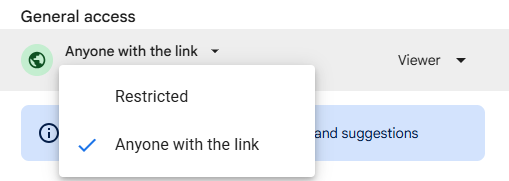 General access
Anyone with the link
Viewer
Restricted
Anyone with the link
and suggestions